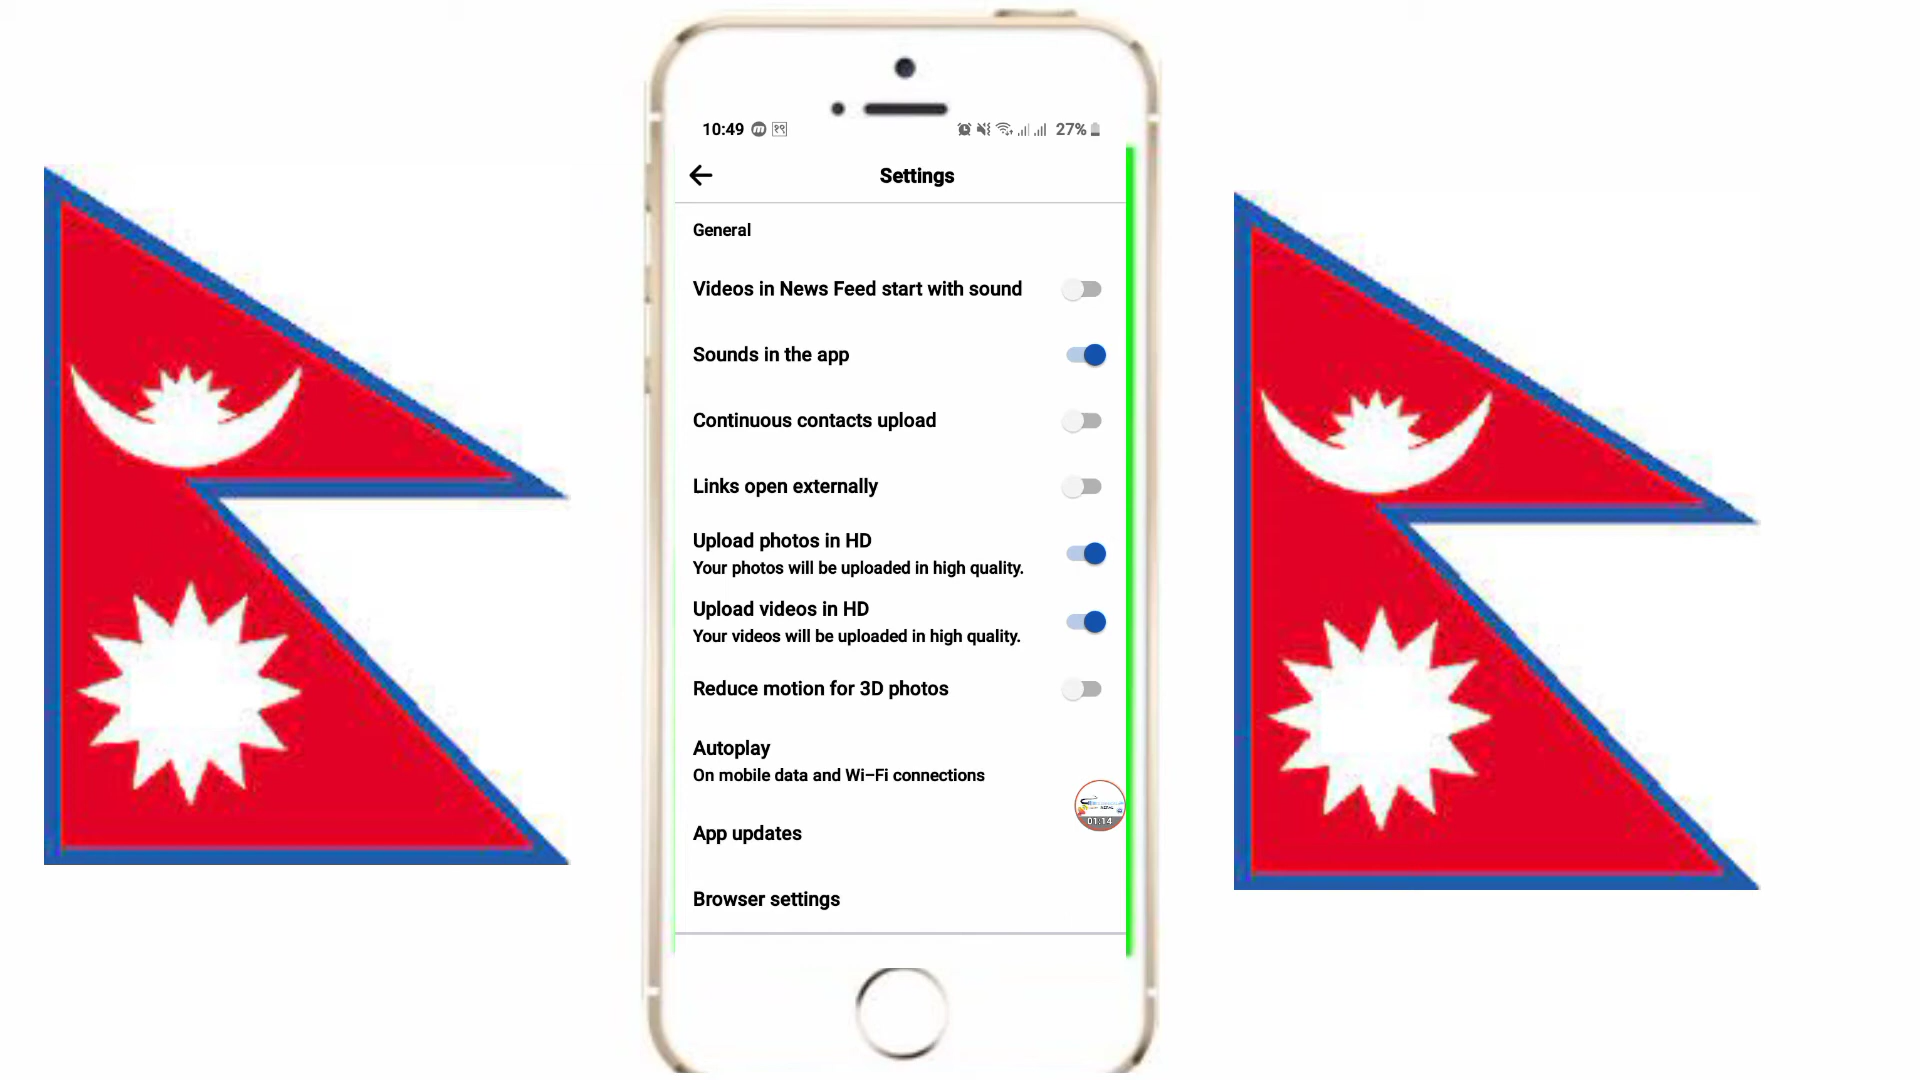 10:49 m १९ 27%
Settings
General
Videos in News Feed start with sound
Sounds in the app
Continuous contacts upload
Links open externally
Upload photos in HD
Your photos will be uploaded in high quality.
Upload videos in HD
Your videos will be uploaded in high quality.
Reduce motion for 3D photos
Autoplay
On mobile data and Wi-Fi connections
01:14
App updates
Browser settings